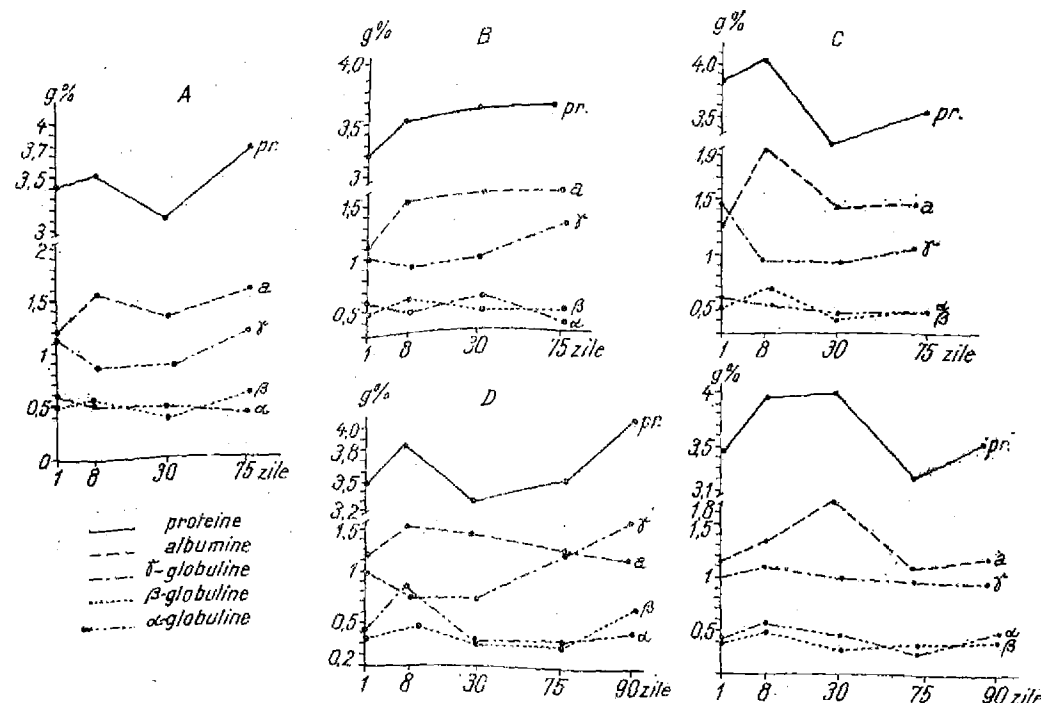 A
g%
4
3,7
3,5
3
2
1,5
1
0,5
0
pr.
a
γ
β
α
1 8 30 75 zile
B
g%
4,0
3,5
3
1,5
1
0,5
pr.
a
γ
β
α
1 8 30 75 zile
C
g%
4,0
3,5
1,9
1,5
1
0,5
pr.
a
γ
α
β
1 8 30 75 zile
D
g%
4,0
3,8
3,5
3,2
1,5
1
0,5
0,2
pr.
γ
a
β
α
1 8 30 75 90 zile
g%
4
3,5
3,1
1,8
1,5
1
0,5
pr.
a
γ
α
β
1 8 30 75 90 zile
proteine
albumine
γ-globuline
β-globuline
α-globuline